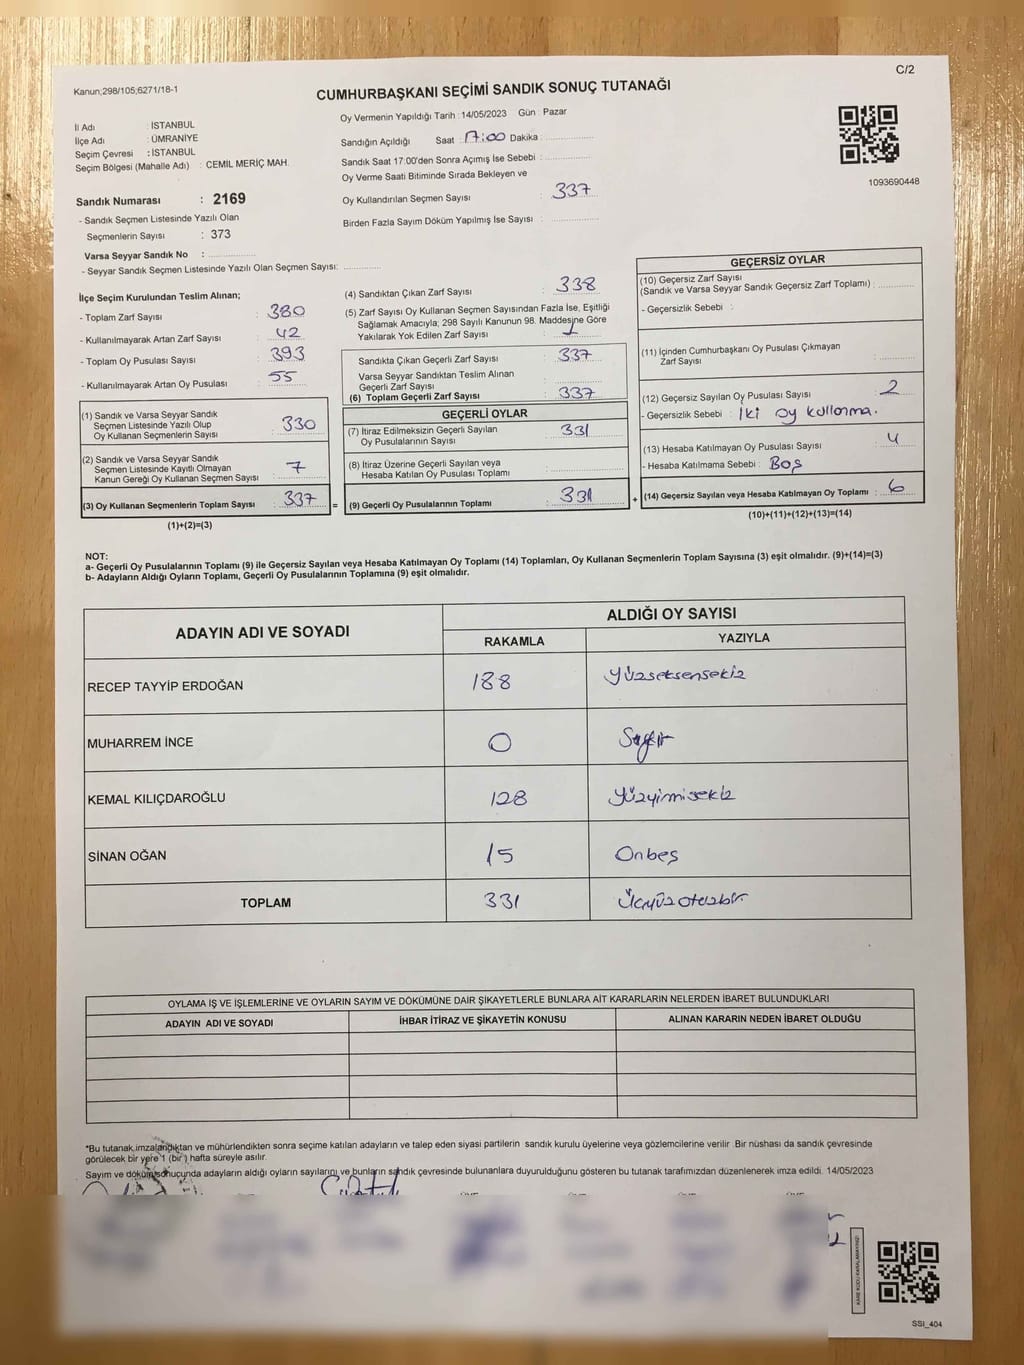 C/2
Kanun;298/105;6271/18-1
CUMHURBAŞKANI SEÇİMİ SANDIK SONUÇ TUTANAĞI
İl Adı : İSTANBUL
İlçe Adı : ÜMRANİYE
Seçim Çevresi : İSTANBUL
Seçim Bölgesi (Mahalle Adı) : CEMİL MERİÇ MAH.
Sandık Numarası : 2169
- Sandık Seçmen Listesinde Yazılı Olan
Seçmenlerin Sayısı : 373
Varsa Seyyar Sandık No :
- Seyyar Sandık Seçmen Listesinde Yazılı Olan Seçmen Sayısı:
Oy Vermenin Yapıldığı Tarih : 14/05/2023 Gün : Pazar
Sandığın Açıldığı Saat : 17:00 Dakika :
Sandık Saat 17:00'den Sonra Açımış İse Sebebi :
Oy Verme Saati Bitiminde Sırada Bekleyen ve
Oy Kullandırılan Seçmen Sayısı : 337
Birden Fazla Sayım Döküm Yapılmış İse Sayısı :
1093690448
İlçe Seçim Kurulundan Teslim Alınan;
- Toplam Zarf Sayısı : 380
- Kullanılmayarak Artan Zarf Sayısı : 42
- Toplam Oy Pusulası Sayısı : 393
- Kullanılmayarak Artan Oy Pusulası : 55
(1) Sandık ve Varsa Seyyar Sandık
Seçmen Listesinde Yazılı Olup
Oy Kullanan Seçmenlerin Sayısı : 330
(2) Sandık ve Varsa Seyyar Sandık
Seçmen Listesinde Kayıtlı Olmayan
Kanun Gereği Oy Kullanan Seçmen Sayısı : 7
(3) Oy Kullanan Seçmenlerin Toplam Sayısı : 337 =
(1)+(2)=(3)
(4) Sandıktan Çıkan Zarf Sayısı : 338
(5) Zarf Sayısı Oy Kullanan Seçmen Sayısından Fazla İse, Eşitliği
Sağlamak Amacıyla; 298 Sayılı Kanunun 98. Maddesine Göre
Yakılarak Yok Edilen Zarf Sayısı : 1
Sandıkta Çıkan Geçerli Zarf Sayısı : 337
Varsa Seyyar Sandıktan Teslim Alınan
Geçerli Zarf Sayısı :
(6) Toplam Geçerli Zarf Sayısı : 337
GEÇERLİ OYLAR
(7) İtiraz Edilmeksizin Geçerli Sayılan
Oy Pusulalarının Sayısı : 331
(8) İtiraz Üzerine Geçerli Sayılan veya
Hesaba Katılan Oy Pusulası Toplamı :
(9) Geçerli Oy Pusulalarının Toplamı : 331 +
GEÇERSİZ OYLAR
(10) Geçersiz Zarf Sayısı
(Sandık ve Varsa Seyyar Sandık Geçersiz Zarf Toplamı) :
- Geçersizlik Sebebi :
(11) İçinden Cumhurbaşkanı Oy Pusulası Çıkmayan
Zarf Sayısı :
(12) Geçersiz Sayılan Oy Pusulası Sayısı : 2
- Geçersizlik Sebebi : İki oy kullanma.
(13) Hesaba Katılmayan Oy Pusulası Sayısı : 4
- Hesaba Katılmama Sebebi : Boş
(14) Geçersiz Sayılan veya Hesaba Katılmayan Oy Toplamı : 6
(10)+(11)+(12)+(13)=(14)
NOT:
a- Geçerli Oy Pusulalarının Toplamı (9) ile Geçersiz Sayılan veya Hesaba Katılmayan Oy Toplamı (14) Toplamları, Oy Kullanan Seçmenlerin Toplam Sayısına (3) eşit olmalıdır. (9)+(14)=(3)
b- Adayların Aldığı Oyların Toplamı, Geçerli Oy Pusulalarının Toplamına (9) eşit olmalıdır.
ADAYIN ADI VE SOYADI ALDIĞI OY SAYISI
RAKAMLA YAZIYLA
RECEP TAYYİP ERDOĞAN 188 Yüzseksensekiz
MUHARREM İNCE 0 Sıfır
KEMAL KILIÇDAROĞLU 128 Yüzyirmisekiz
SİNAN OĞAN 15 Onbeş
TOPLAM 331 Üçyüzotuzbir
OYLAMA İŞ VE İŞLEMLERİNE VE OYLARIN SAYIM VE DÖKÜMÜNE DAİR ŞİKAYETLERLE BUNLARA AİT KARARLARIN NELERDEN İBARET BULUNDUKLARI
ADAYIN ADI VE SOYADI İHBAR İTİRAZ VE ŞİKAYETİN KONUSU ALINAN KARARIN NEDEN İBARET OLDUĞU
*Bu tutanak imzalandıktan ve mühürlendikten sonra seçime katılan adayların ve talep eden siyasi partilerin sandık kurulu üyelerine veya gözlemcilerine verilir .Bir nüshası da sandık çevresinde
görülecek bir yere 1 (bir ) hafta süreyle asılır.
Sayım ve döküm sonucunda adayların aldığı oyların sayılarını ve bunların sandık çevresinde bulunanlara duyurulduğunu gösteren bu tutanak tarafımızdan düzenlenerek imza edildi. 14/05/2023
KARE KODU KARALAMAYINIZ!
SSI_404